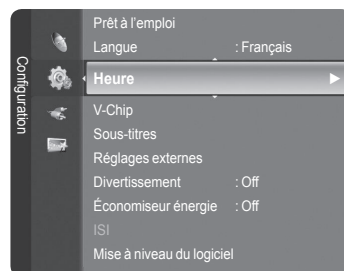 Configuration
Prêt à l'emploi
Langue : Français
Heure
V-Chip
Sous-titres
Réglages externes
Divertissement : Off
Économiseur énergie : Off
ISI
Mise à niveau du logiciel